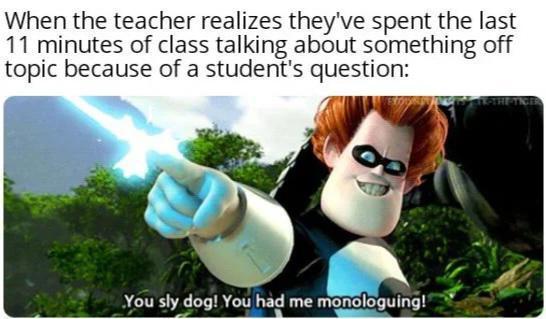 When the teacher realizes they've spent the last
11 minutes of class talking about something off
topic because of a student's question:
You sly dog! You had me monologuing!